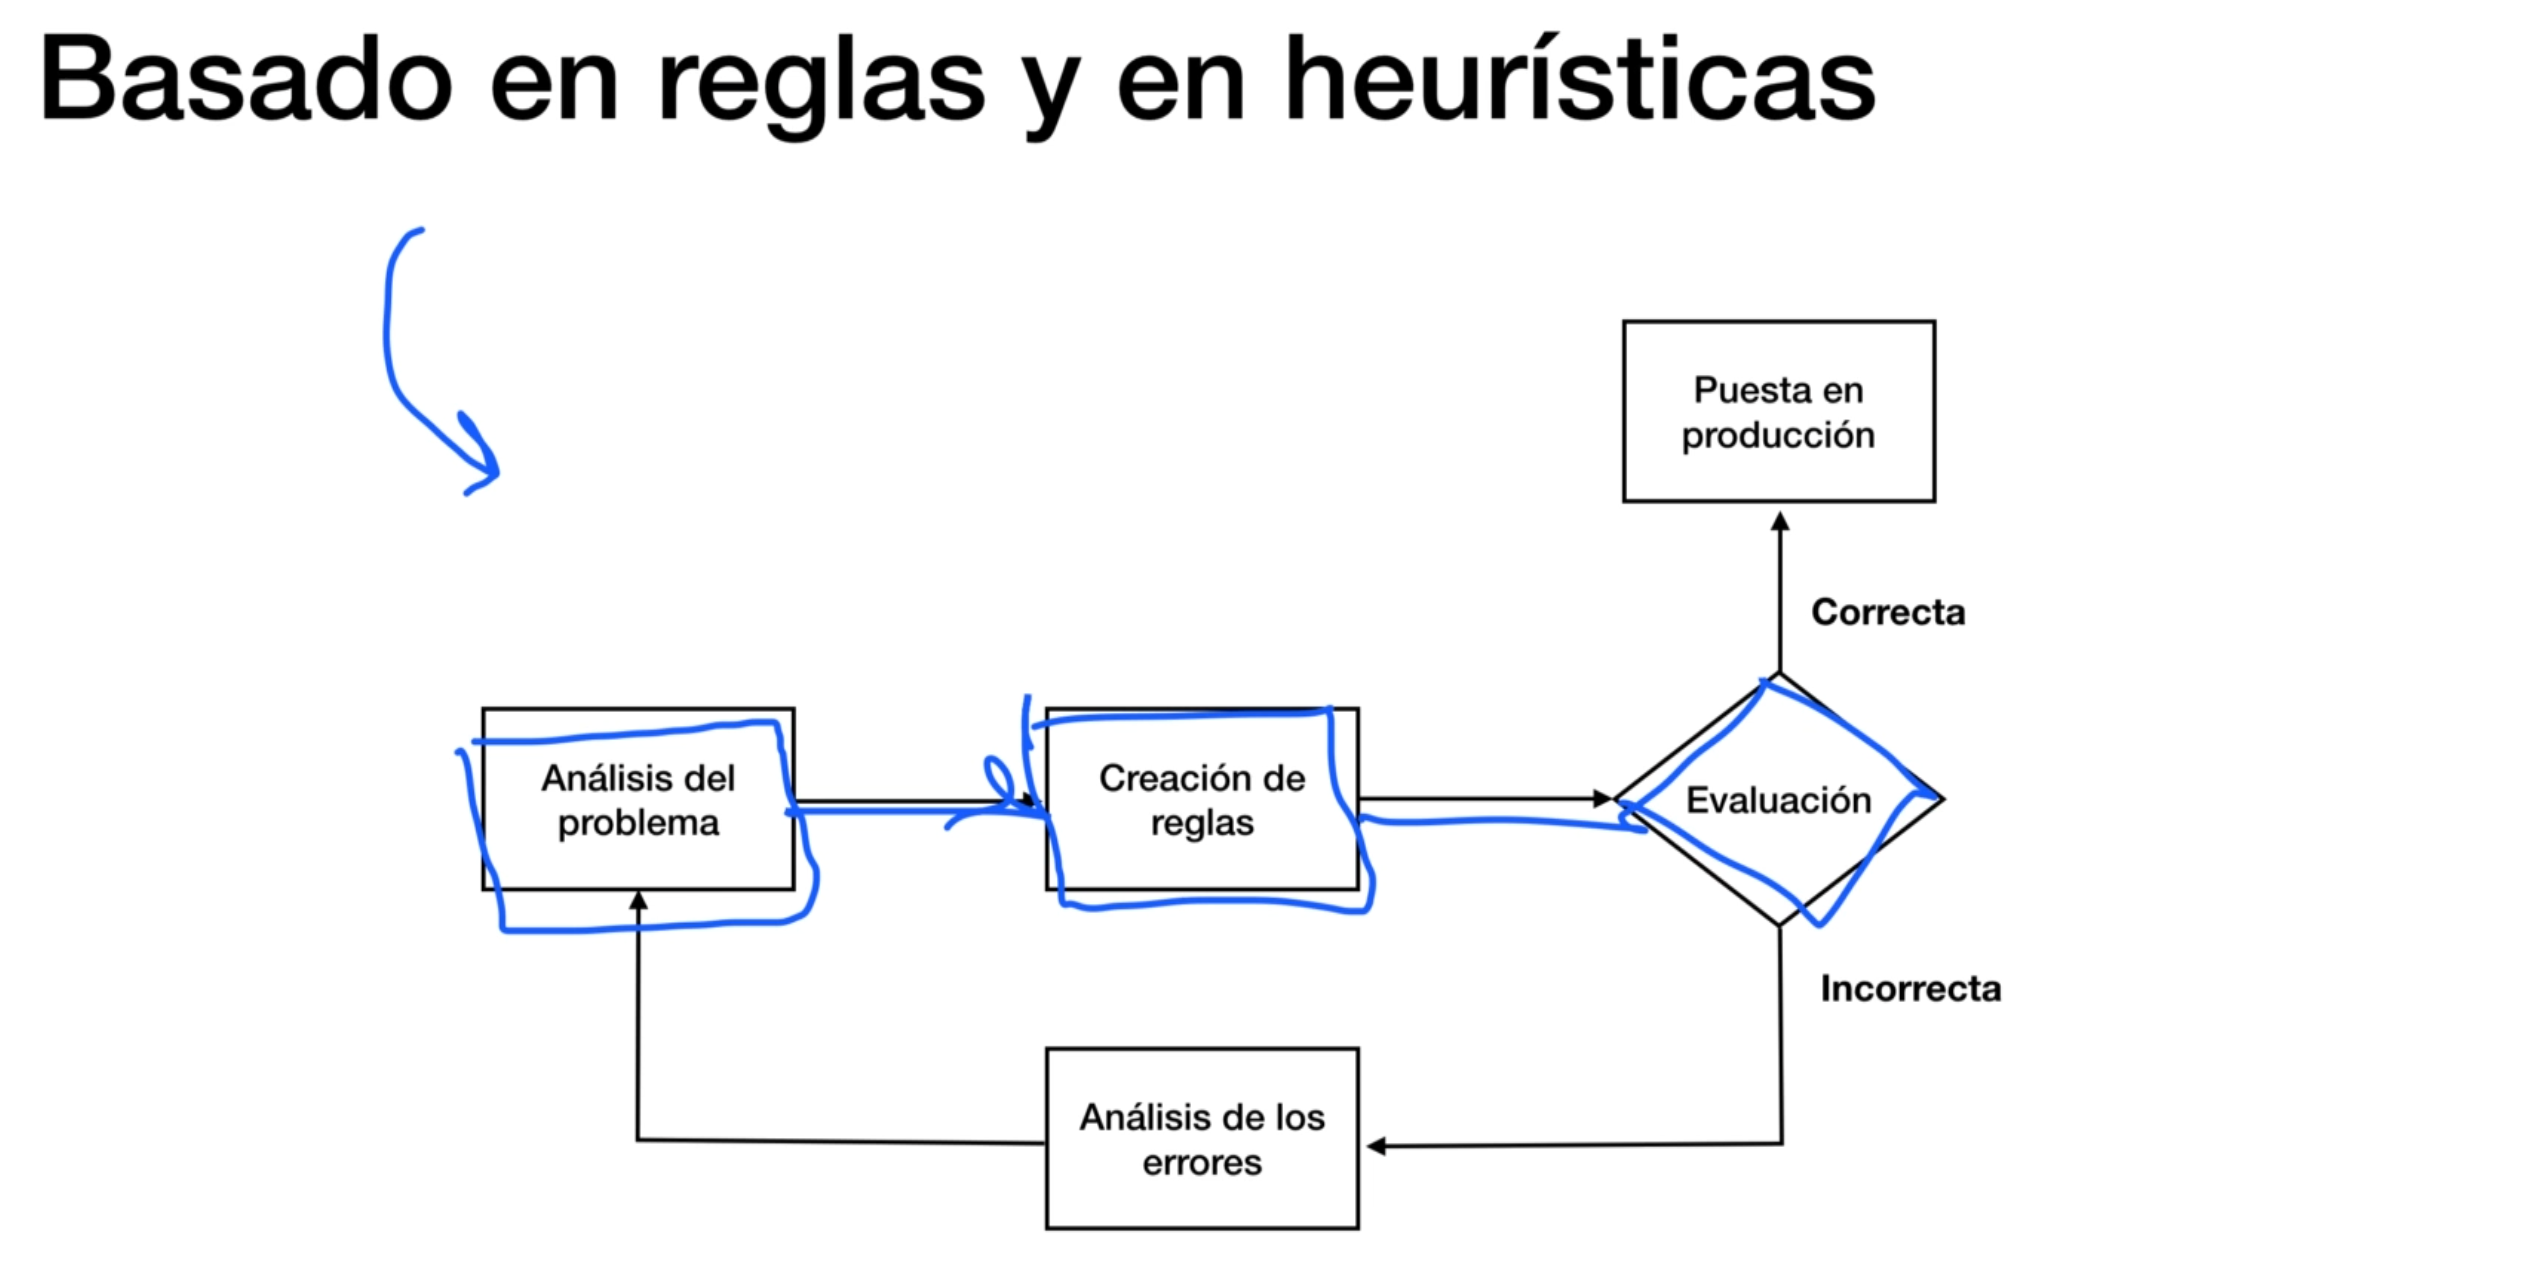 Basado en reglas y en heurísticas
Puesta en
producción
Correcta
Análisis del
problema
Creación de
reglas
Evaluación
Incorrecta
Análisis de los
errores